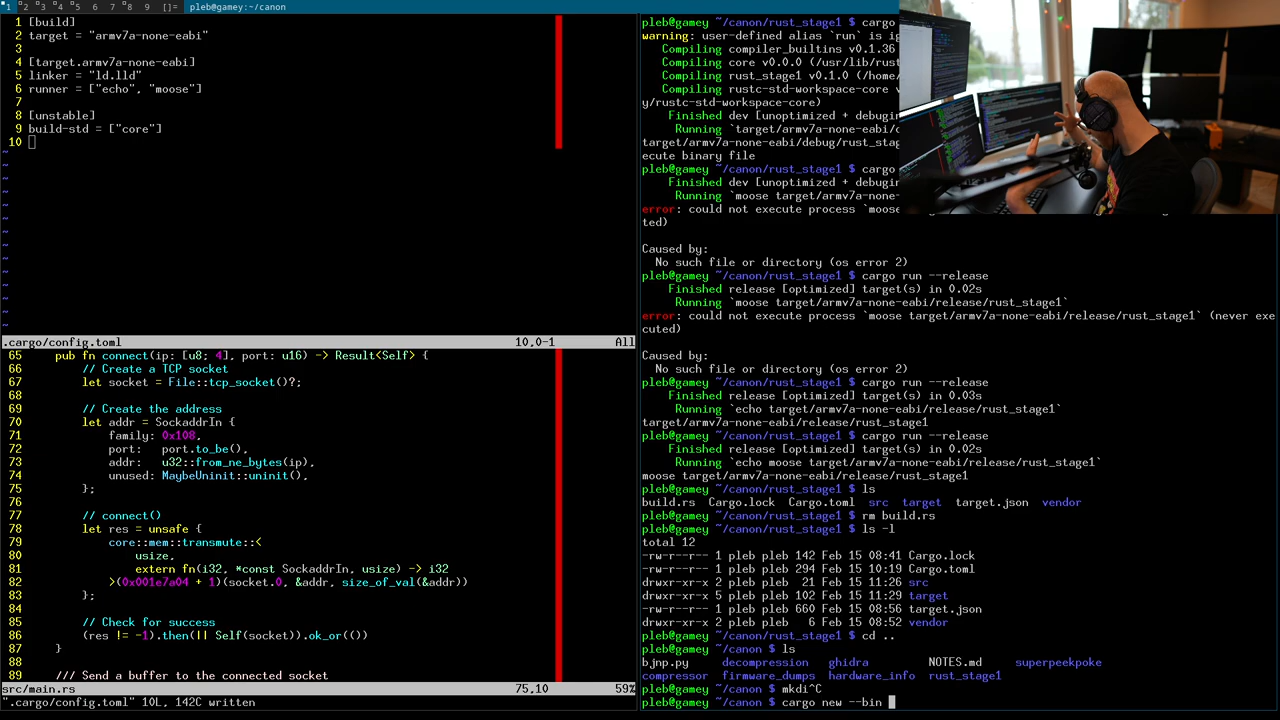 1 2 3 4 5 6 7 8 9 []= pleb@gamey:~/canon
1 [build]
2 target = "armv7a-none-eabi"
3
4 [target.armv7a-none-eabi]
5 linker = "ld.lld"
6 runner = ["echo", "moose"]
7
8 [unstable]
9 build-std = ["core"]
10
~
~
~
~
~
~
~
~
~
~
~
~
~
~
.cargo/config.toml 10,0-1 All
65 pub fn connect(ip: [u8; 4], port: u16) -> Result<Self> {
66 // Create a TCP socket
67 let socket = File::tcp_socket()?;
68
69 // Create the address
70 let addr = SockaddrIn {
71 family: 0x108,
72 port: port.to_be(),
73 addr: u32::from_ne_bytes(ip),
74 unused: MaybeUninit::uninit(),
75 };
76
77 // connect()
78 let res = unsafe {
79 core::mem::transmute::<
80 usize,
81 extern fn(i32, *const SockaddrIn, usize) -> i32
82 >(0x001e7a04 + 1)(socket.0, &addr, size_of_val(&addr))
83 };
84
85 // Check for success
86 (res != -1).then(|| Self(socket)).ok_or(())
87 }
88
89 /// Send a buffer to the connected socket
src/main.rs 75,10 59%
".cargo/config.toml" 10L, 142C written
pleb@gamey ~/canon/rust_stage1 $ cargo
warning: user-defined alias `run` is ig
Compiling compiler_builtins v0.1.36
Compiling core v0.0.0 (/usr/lib/rust
Compiling rust_stage1 v0.1.0 (/home/
Compiling rustc-std-workspace-core v
y/rustc-std-workspace-core)
Finished dev [unoptimized + debugin
Running `target/armv7a-none-eabi/d
target/armv7a-none-eabi/debug/rust_sta
ecute binary file
pleb@gamey ~/canon/rust_stage1 $ cargo
Finished dev [unoptimized + debugin
Running `moose target/armv7a-none-
error: could not execute process `moose
ted)
Caused by:
No such file or directory (os error 2)
pleb@gamey ~/canon/rust_stage1 $ cargo run --release
Finished release [optimized] target(s) in 0.02s
Running `moose target/armv7a-none-eabi/release/rust_stage1`
error: could not execute process `moose target/armv7a-none-eabi/release/rust_stage1` (never exe
cuted)
Caused by:
No such file or directory (os error 2)
pleb@gamey ~/canon/rust_stage1 $ cargo run --release
Finished release [optimized] target(s) in 0.03s
Running `echo target/armv7a-none-eabi/release/rust_stage1`
target/armv7a-none-eabi/release/rust_stage1
pleb@gamey ~/canon/rust_stage1 $ cargo run --release
Finished release [optimized] target(s) in 0.02s
Running `echo moose target/armv7a-none-eabi/release/rust_stage1`
moose target/armv7a-none-eabi/release/rust_stage1
pleb@gamey ~/canon/rust_stage1 $ ls
build.rs Cargo.lock Cargo.toml src target target.json vendor
pleb@gamey ~/canon/rust_stage1 $ rm build.rs
pleb@gamey ~/canon/rust_stage1 $ ls -l
total 12
-rw-r--r-- 1 pleb pleb 142 Feb 15 08:41 Cargo.lock
-rw-r--r-- 1 pleb pleb 294 Feb 15 10:19 Cargo.toml
drwxr-xr-x 2 pleb pleb 21 Feb 15 11:26 src
drwxr-xr-x 5 pleb pleb 102 Feb 15 11:29 target
-rw-r--r-- 1 pleb pleb 660 Feb 15 08:56 target.json
drwxr-xr-x 2 pleb pleb 6 Feb 15 08:52 vendor
pleb@gamey ~/canon/rust_stage1 $ cd ..
pleb@gamey ~/canon $ ls
bjnp.py decompression ghidra NOTES.md superpeekpoke
compressor firmware_dumps hardware_info rust_stage1
pleb@gamey ~/canon $ mkdi^C
pleb@gamey ~/canon $ cargo new --bin